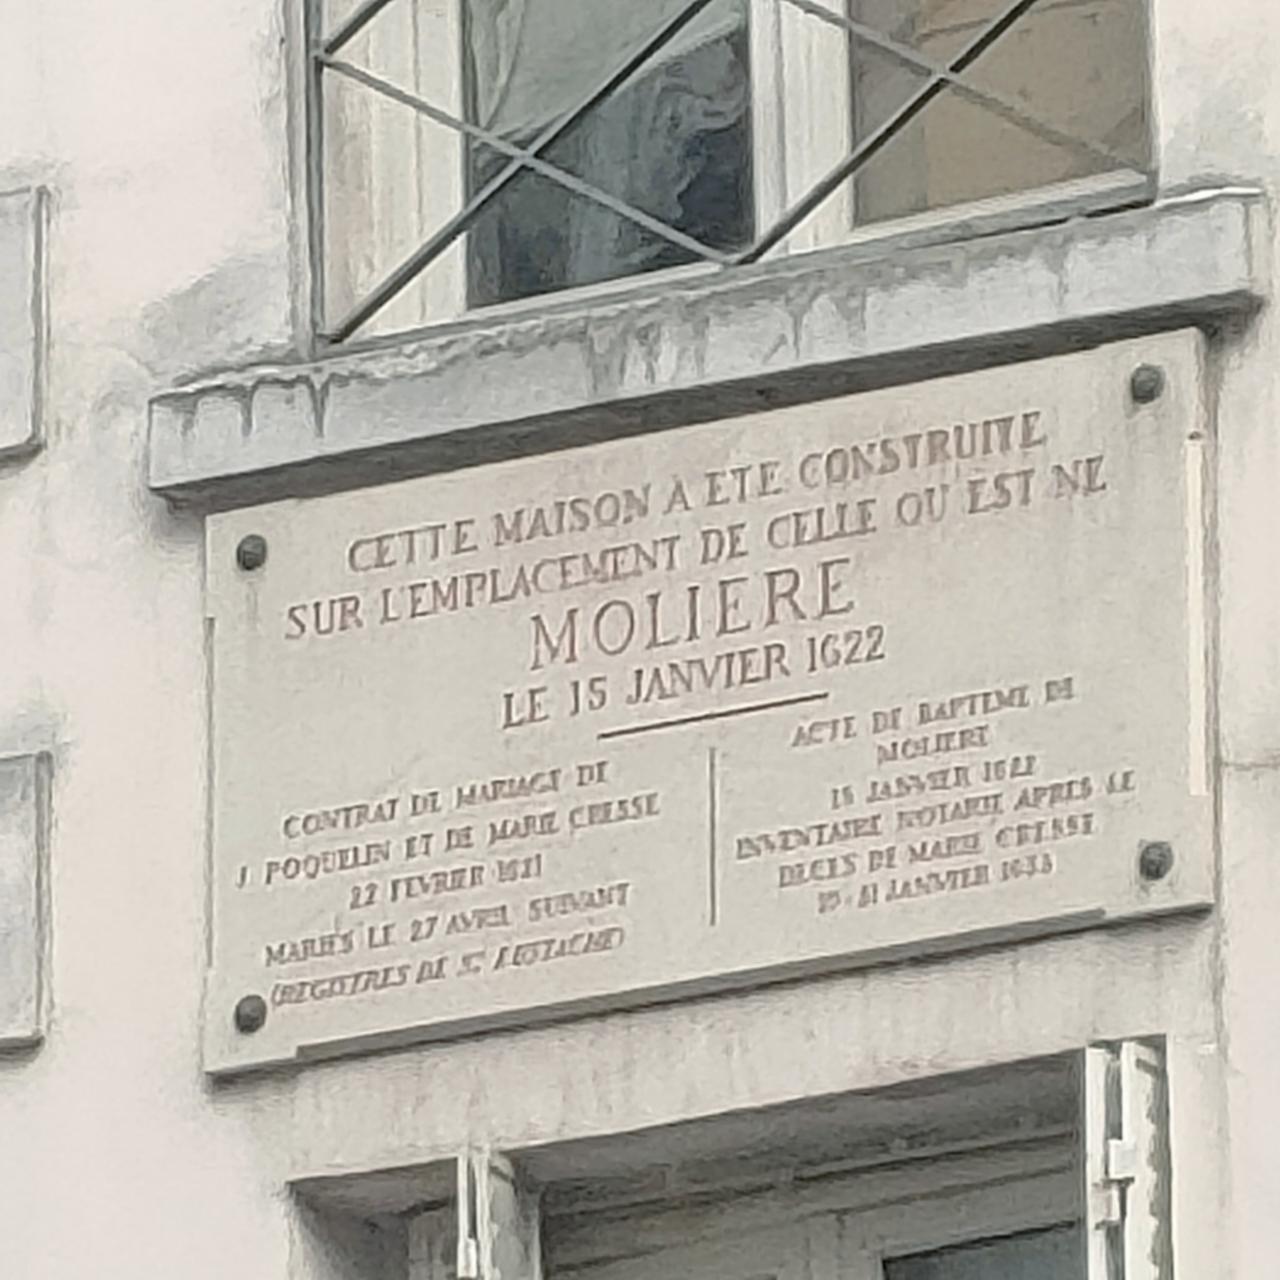 CETTE MAISON A ETE CONSTRUITE
SUR L'EMPLACEMENT DE CELLE OU EST NE
MOLIERE
LE 15 JANVIER 1622
CONTRAT DE MARIAGE DE
J. POQUELIN ET DE MARIE CRESSE
22 FEVRIER 1621
MARIES LE 27 AVRIL SUIVANT
(REGISTRES DE ST EUSTACHE)
ACTE DE BAPTEME DE
MOLIERE
15 JANVIER 1622
INVENTAIRE NOTARIE APRES LE
DECES DE MARIE CRESSE
JANVIER 1633